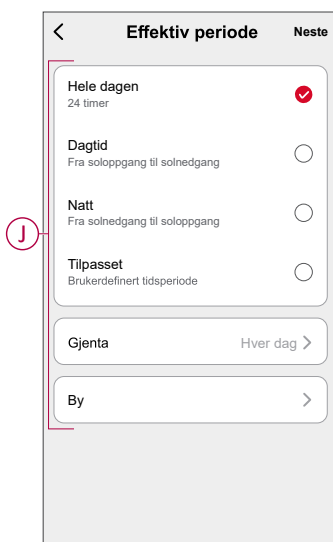 Effektiv periode Neste
Hele dagen
24 timer
Dagtid
Fra soloppgang til solnedgang
Natt
Fra solnedgang til soloppgang
J
Tilpasset
Brukerdefinert tidsperiode
Gjenta Hver dag
By